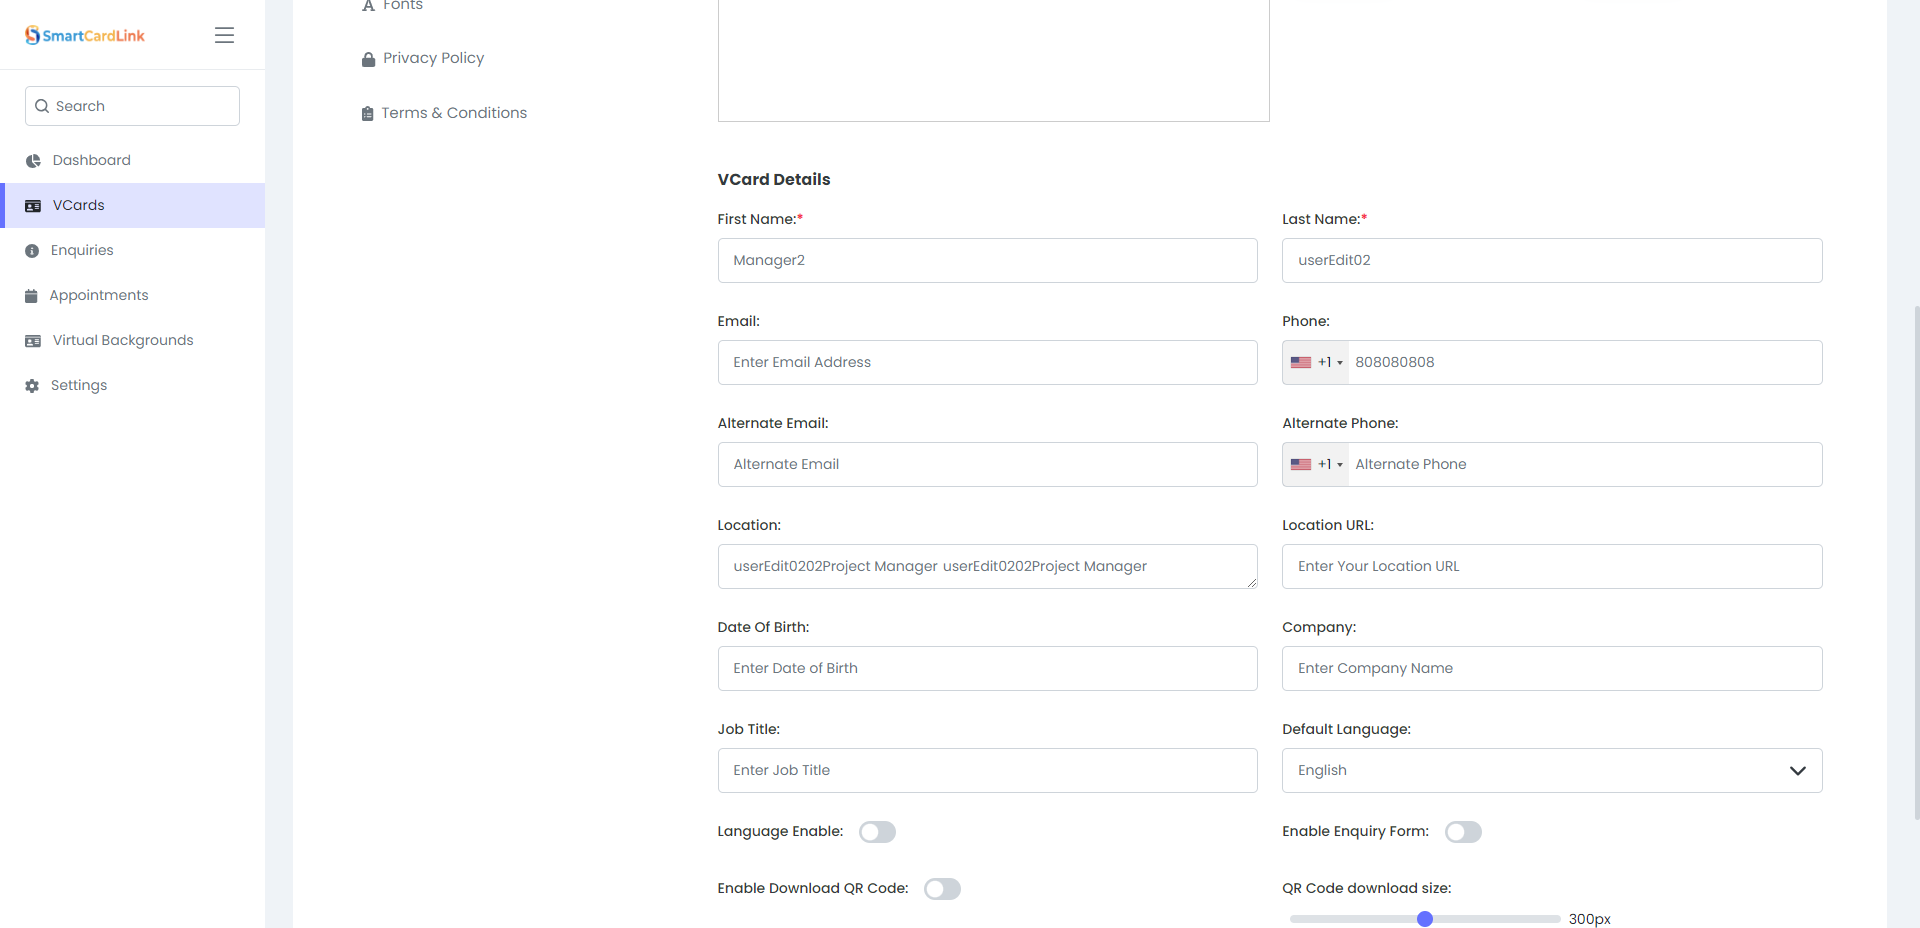 SmartCardLink
Search
Dashboard
VCards
Enquiries
Appointments
Virtual Backgrounds
Settings
Fonts
Privacy Policy
Terms & Conditions
VCard Details
First Name:*
Last Name:*
Manager2
userEdit02
Email:
Phone:
Enter Email Address
+1
808080808
Alternate Email:
Alternate Phone:
Alternate Email
+1
Alternate Phone
Location:
Location URL:
userEdit0202Project Manager userEdit0202Project Manager
Enter Your Location URL
Date Of Birth:
Company:
Enter Date of Birth
Enter Company Name
Job Title:
Default Language:
Enter Job Title
English
Language Enable:
Enable Enquiry Form:
Enable Download QR Code:
QR Code download size:
300px